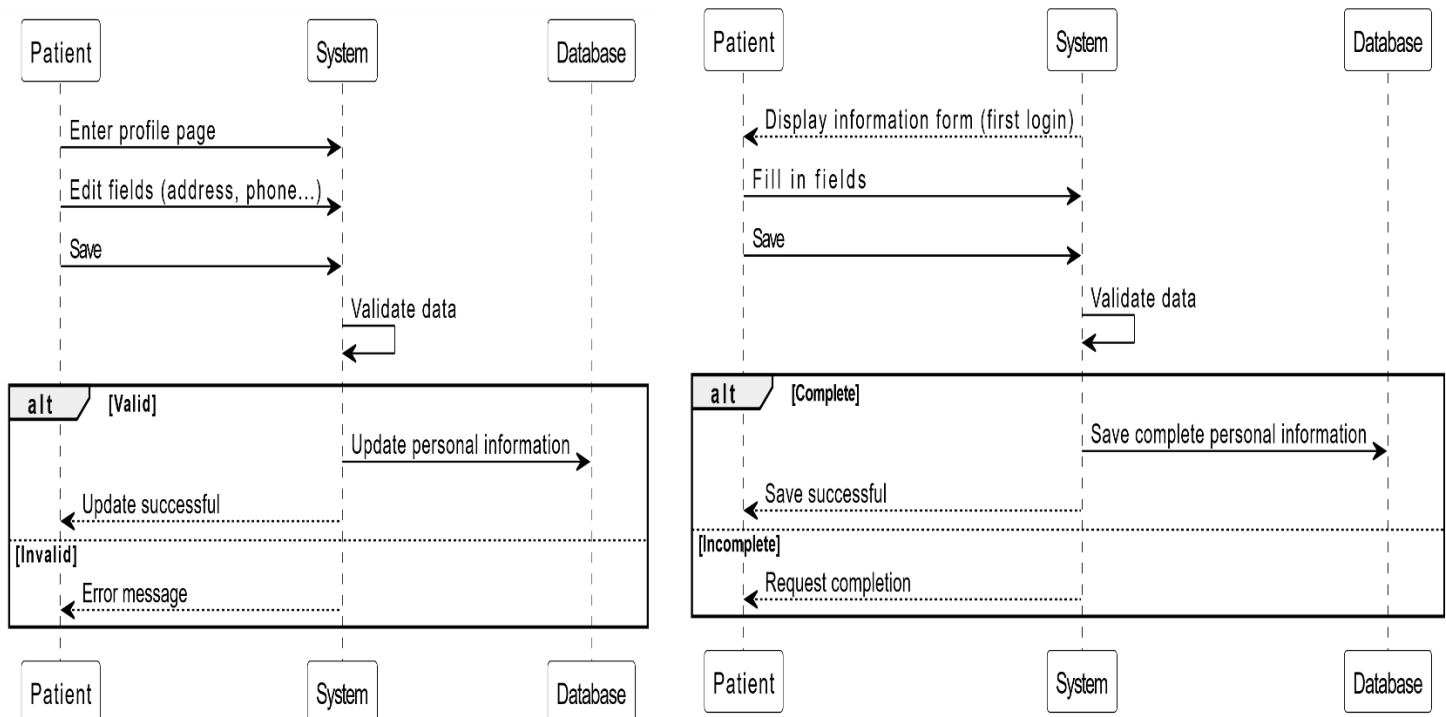 Patient
System
Database
Enter profile page
Edit fields (address, phone...)
Save
Validate data
alt [Valid]
Update personal information
Update successful
[Invalid]
Error message
Patient
System
Database
Patient
System
Database
Display information form (first login)
Fill in fields
Save
Validate data
alt [Complete]
Save complete personal information
Save successful
[Incomplete]
Request completion
Patient
System
Database